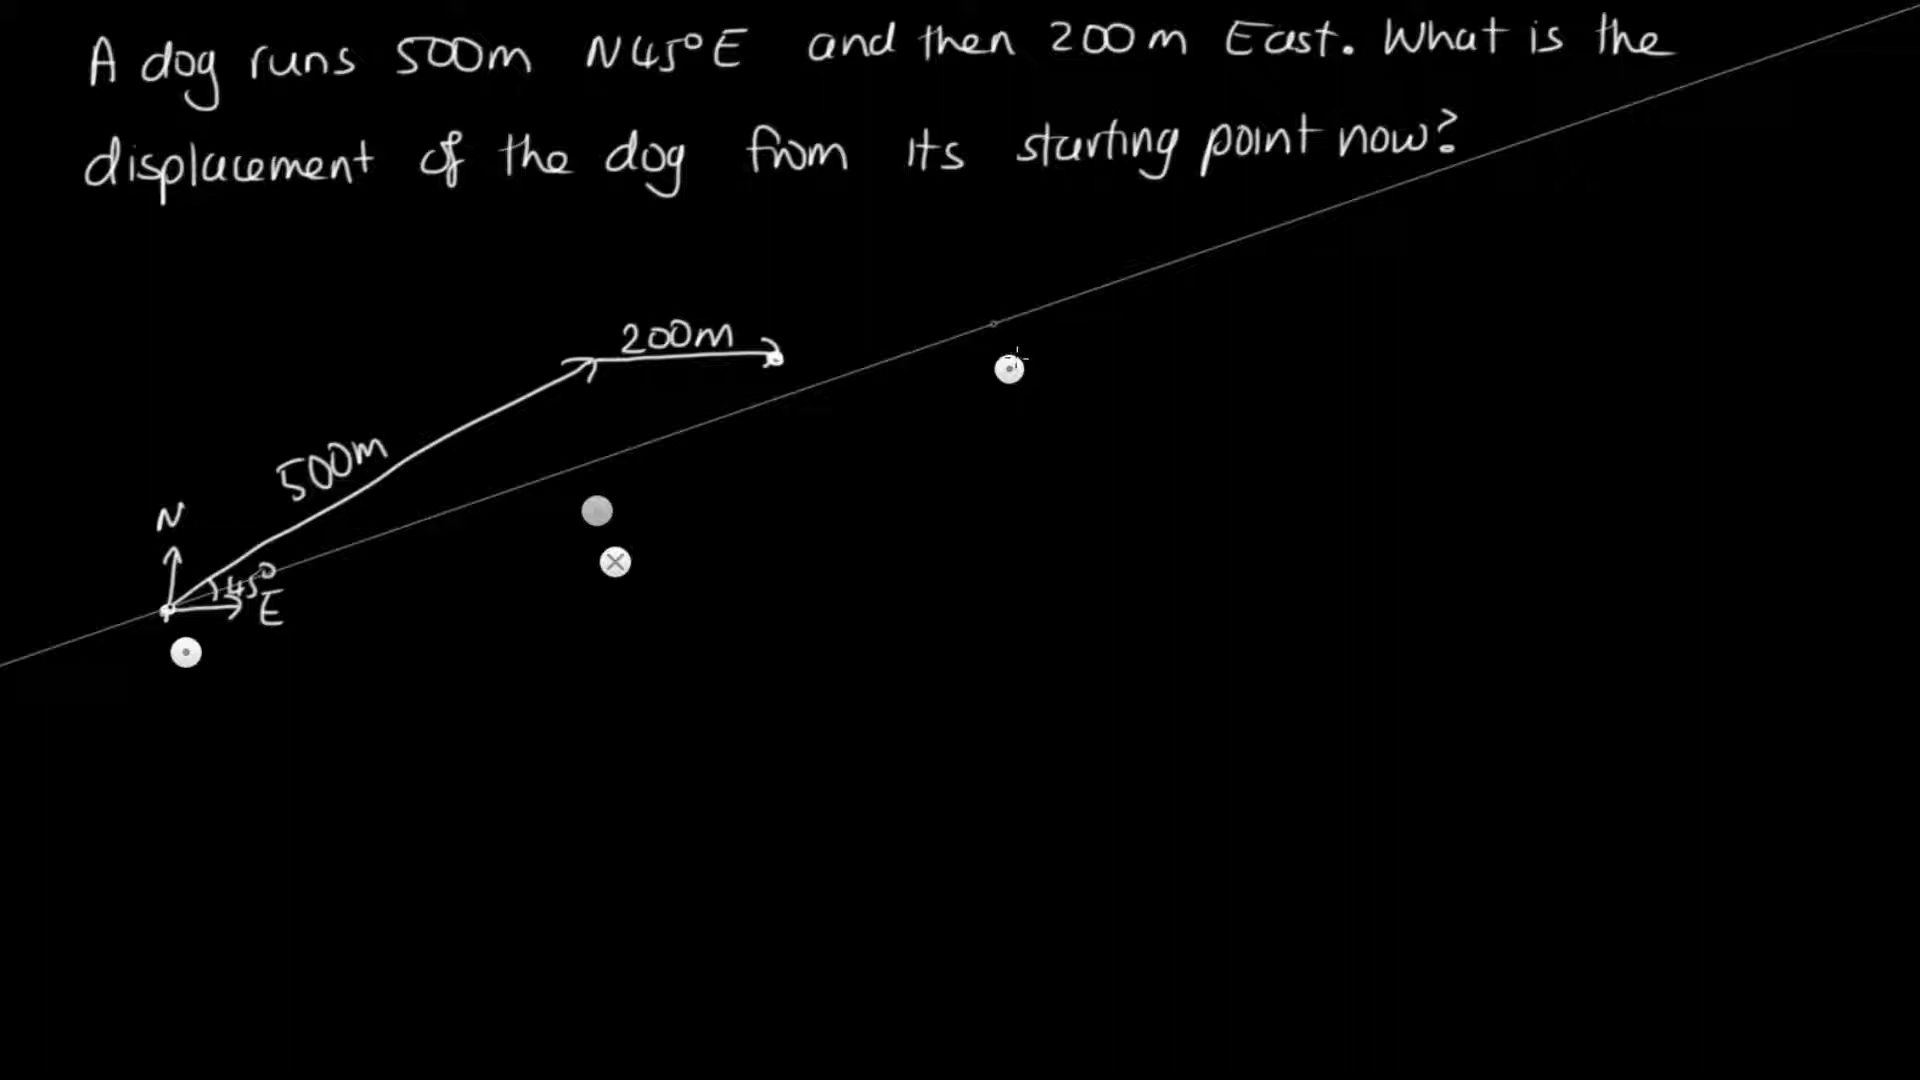 A dog runs 500m N45°E and then 200m East. What is the
displacement of the dog from its starting point now?
200m
500m
N
45°
E